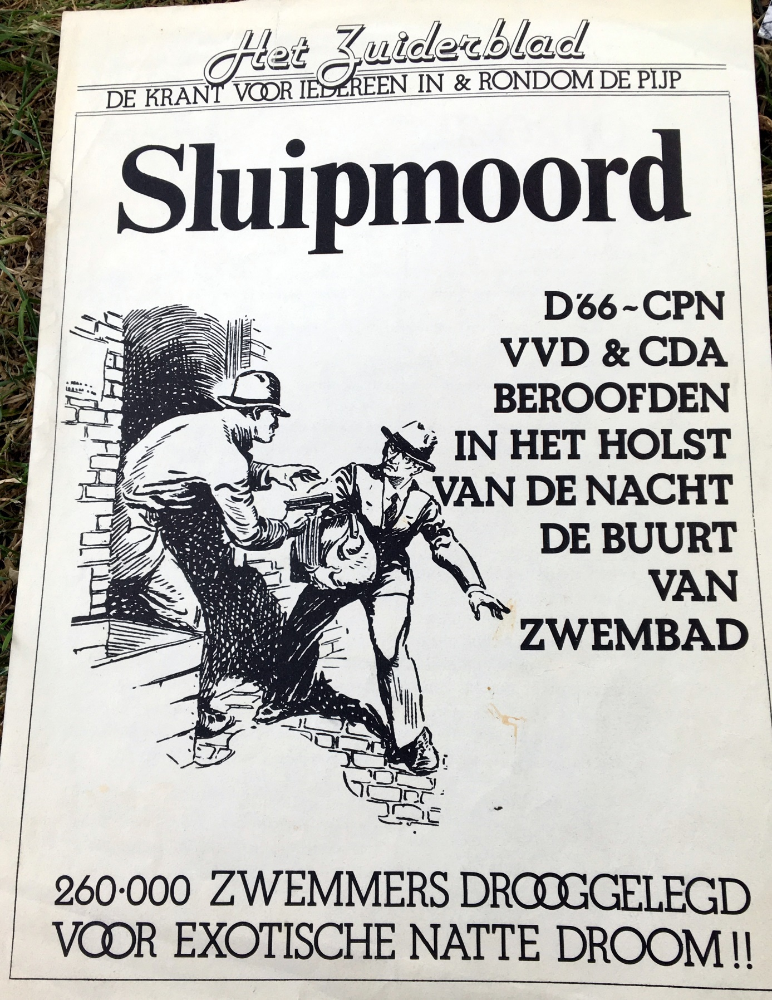 Het Zuiderblad
DE KRANT VOOR IEDEREEN IN & RONDOM DE PIJP
Sluipmoord
D'66~CPN
VVD & CDA
BEROOFDEN
IN HET HOLST
VAN DE NACHT
DE BUURT
VAN
ZWEMBAD
260.000 ZWEMMERS DROOGGELEGD
VOOR EXOTISCHE NATTE DROOM!!